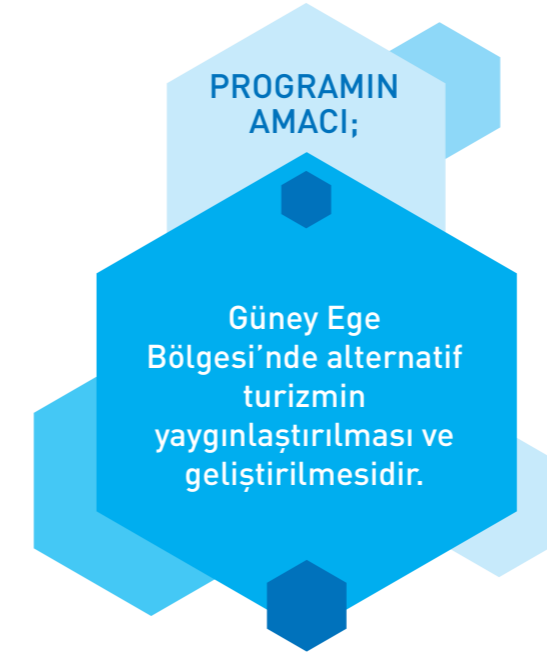 PROGRAMIN
AMACI;
Güney Ege
Bölgesi’nde alternatif
turizmin
yaygınlaştırılması ve
geliştirilmesidir.